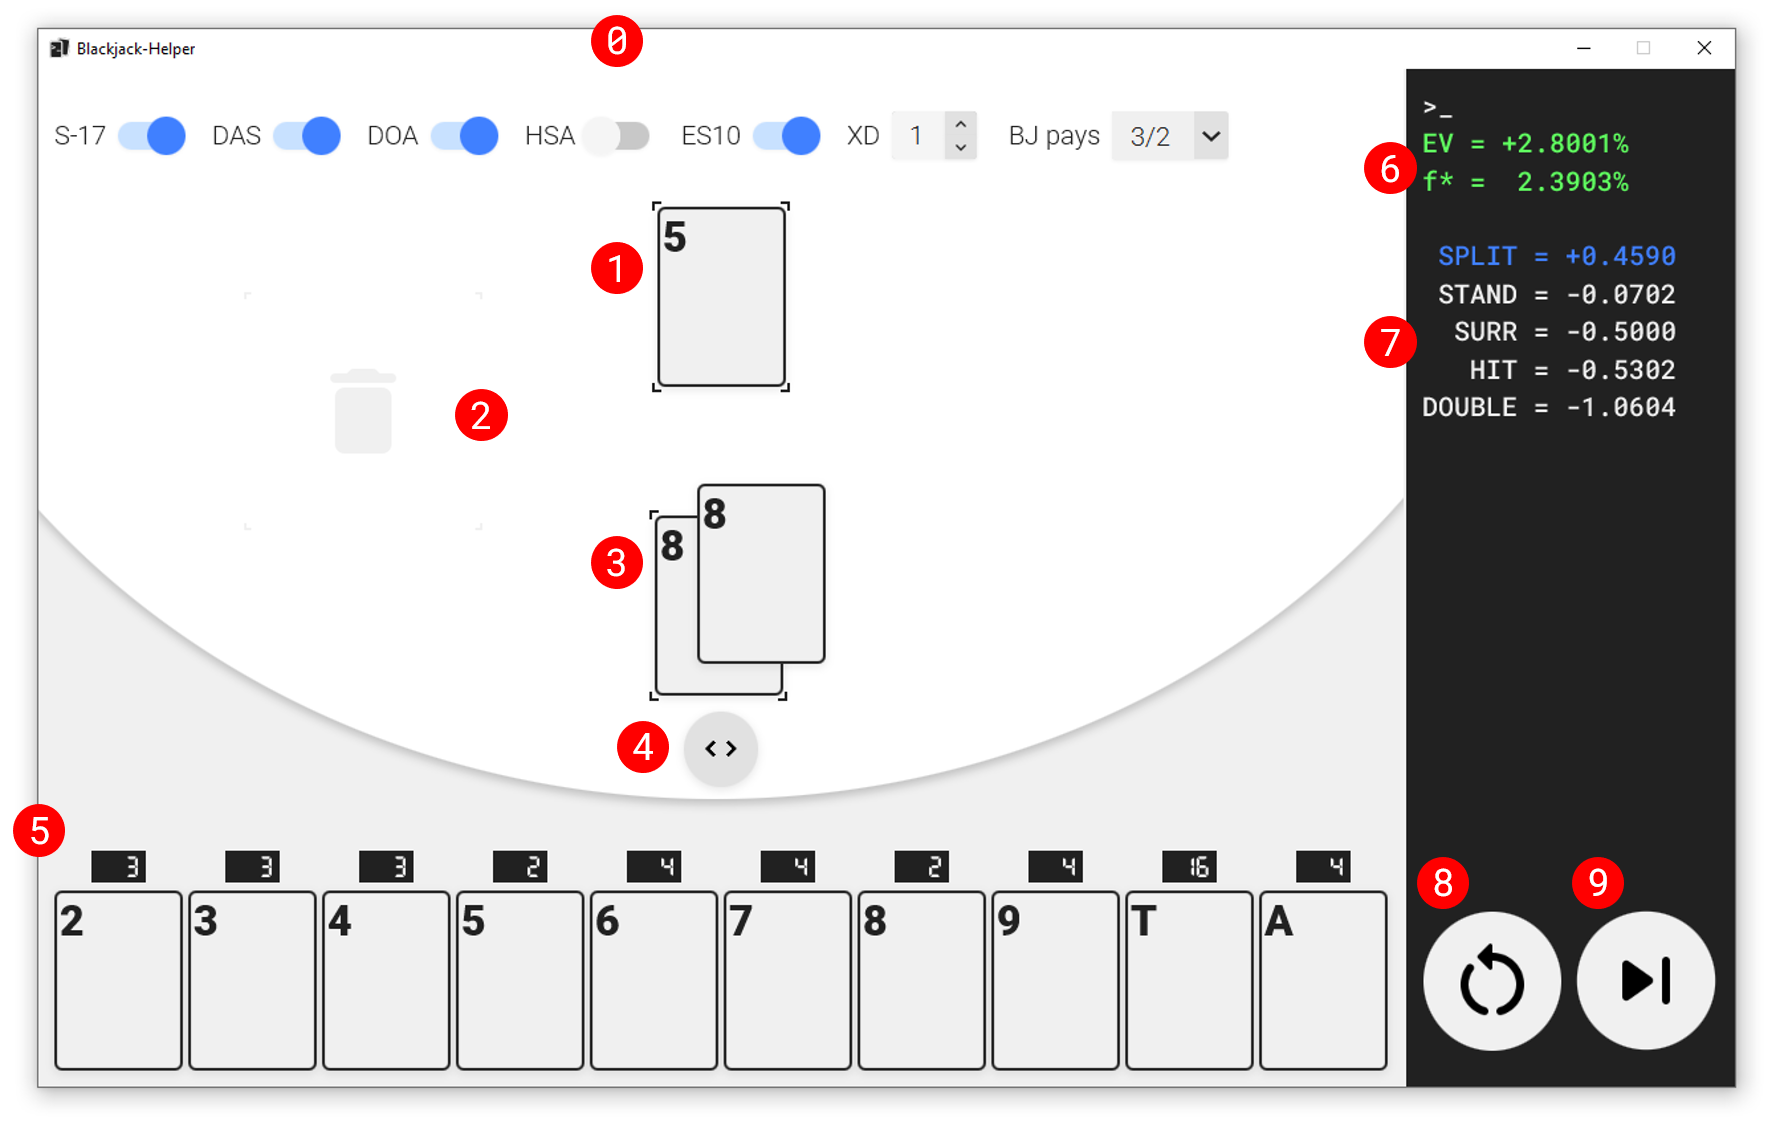 0
Blackjack-Helper
S-17 DAS DOA HSA ES10 XD 1 BJ pays 3/2
>_
EV = +2.8001%
f* = 2.3903%
6
5
1
SPLIT = +0.4590
STAND = -0.0702
SURR = -0.5000
HIT = -0.5302
DOUBLE = -1.0604
7
2
8
8
3
4
< >
5
3 3 3 2 4 4 2 4 16 4
2 3 4 5 6 7 8 9 T A
8 9